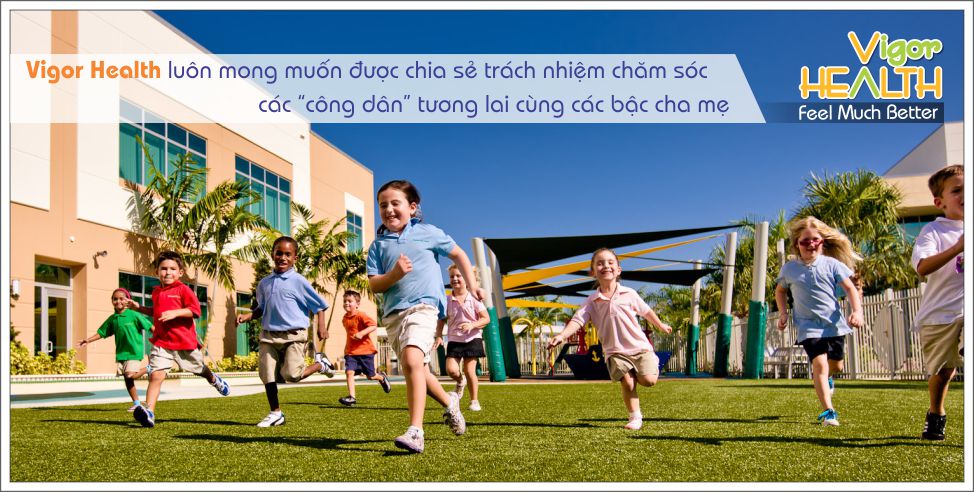 Vigor Health luôn mong muốn được chia sẻ trách nhiệm chăm sóc
các “công dân” tương lai cùng các bậc cha mẹ
Vigor
HEALTH
Feel Much Better